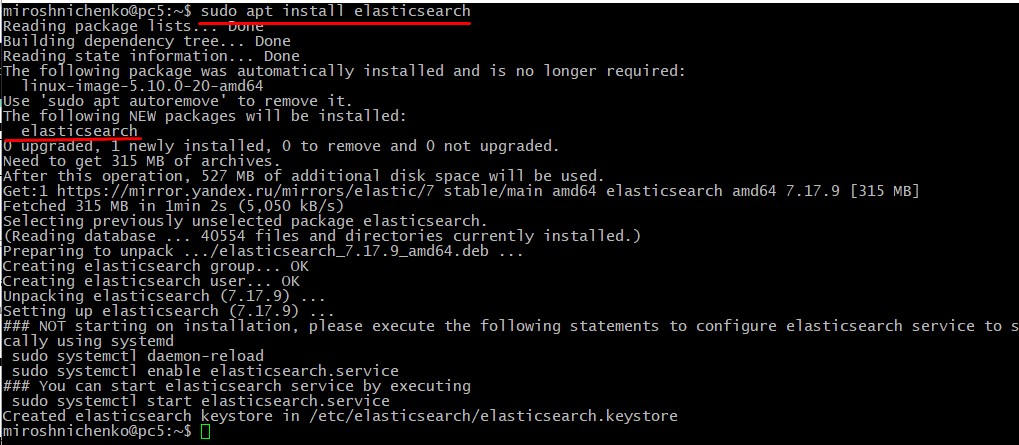 miroshnichenko@pc5:~$ sudo apt install elasticsearch
Reading package lists... Done
Building dependency tree... Done
Reading state information... Done
The following package was automatically installed and is no longer required:
  linux-image-5.10.0-20-amd64
Use 'sudo apt autoremove' to remove it.
The following NEW packages will be installed:
  elasticsearch
0 upgraded, 1 newly installed, 0 to remove and 0 not upgraded.
Need to get 315 MB of archives.
After this operation, 527 MB of additional disk space will be used.
Get:1 https://mirror.yandex.ru/mirrors/elastic/7 stable/main amd64 elasticsearch amd64 7.17.9 [315 MB]
Fetched 315 MB in 1min 2s (5,050 kB/s)
Selecting previously unselected package elasticsearch.
(Reading database ... 40554 files and directories currently installed.)
Preparing to unpack .../elasticsearch_7.17.9_amd64.deb ...
Creating elasticsearch group... OK
Creating elasticsearch user... OK
Unpacking elasticsearch (7.17.9) ...
Setting up elasticsearch (7.17.9) ...
### NOT starting on installation, please execute the following statements to configure elasticsearch service to s
cally using systemd
 sudo systemctl daemon-reload
 sudo systemctl enable elasticsearch.service
### You can start elasticsearch service by executing
 sudo systemctl start elasticsearch.service
Created elasticsearch keystore in /etc/elasticsearch/elasticsearch.keystore
miroshnichenko@pc5:~$